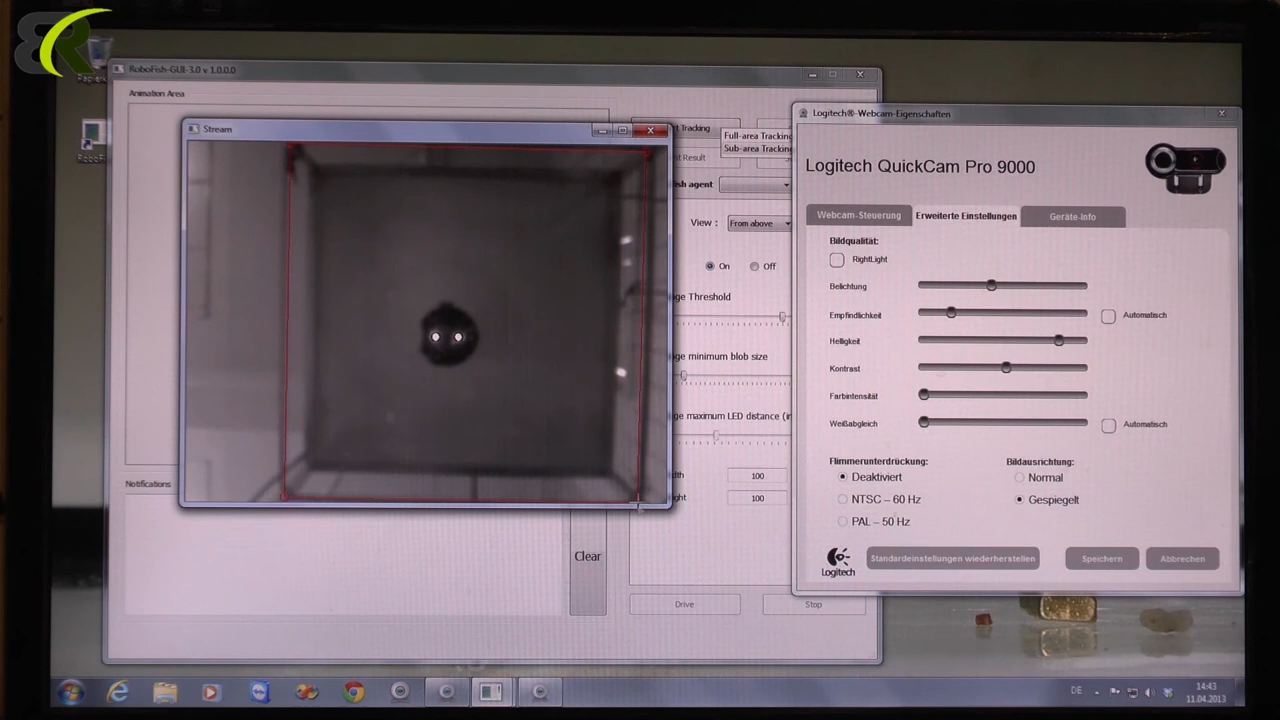 BR
RoboFish-GUI-3.0 v 1.0.0.0
Animation Area
Stream
Tracking
Full-area Tracking
Sub-area Tracking
Result
agent
View :
From above
On
Off
Threshold
minimum blob size
maximum LED distance
100
100
Notifications
Clear
Drive
Stop
Logitech®-Webcam-Eigenschaften
Logitech QuickCam Pro 9000
Webcam-Steuerung
Erweiterte Einstellungen
Geräte-Info
Bildqualität:
RightLight
Belichtung
Empfindlichkeit
Automatisch
Helligkeit
Kontrast
Farbintensität
Weißabgleich
Automatisch
Flimmerunterdrückung:
Bildausrichtung:
Deaktiviert
Normal
NTSC – 60 Hz
Gespiegelt
PAL – 50 Hz
Logitech
Standardeinstellungen wiederherstellen
Speichern
Abbrechen
DE
14:43
11.04.2013